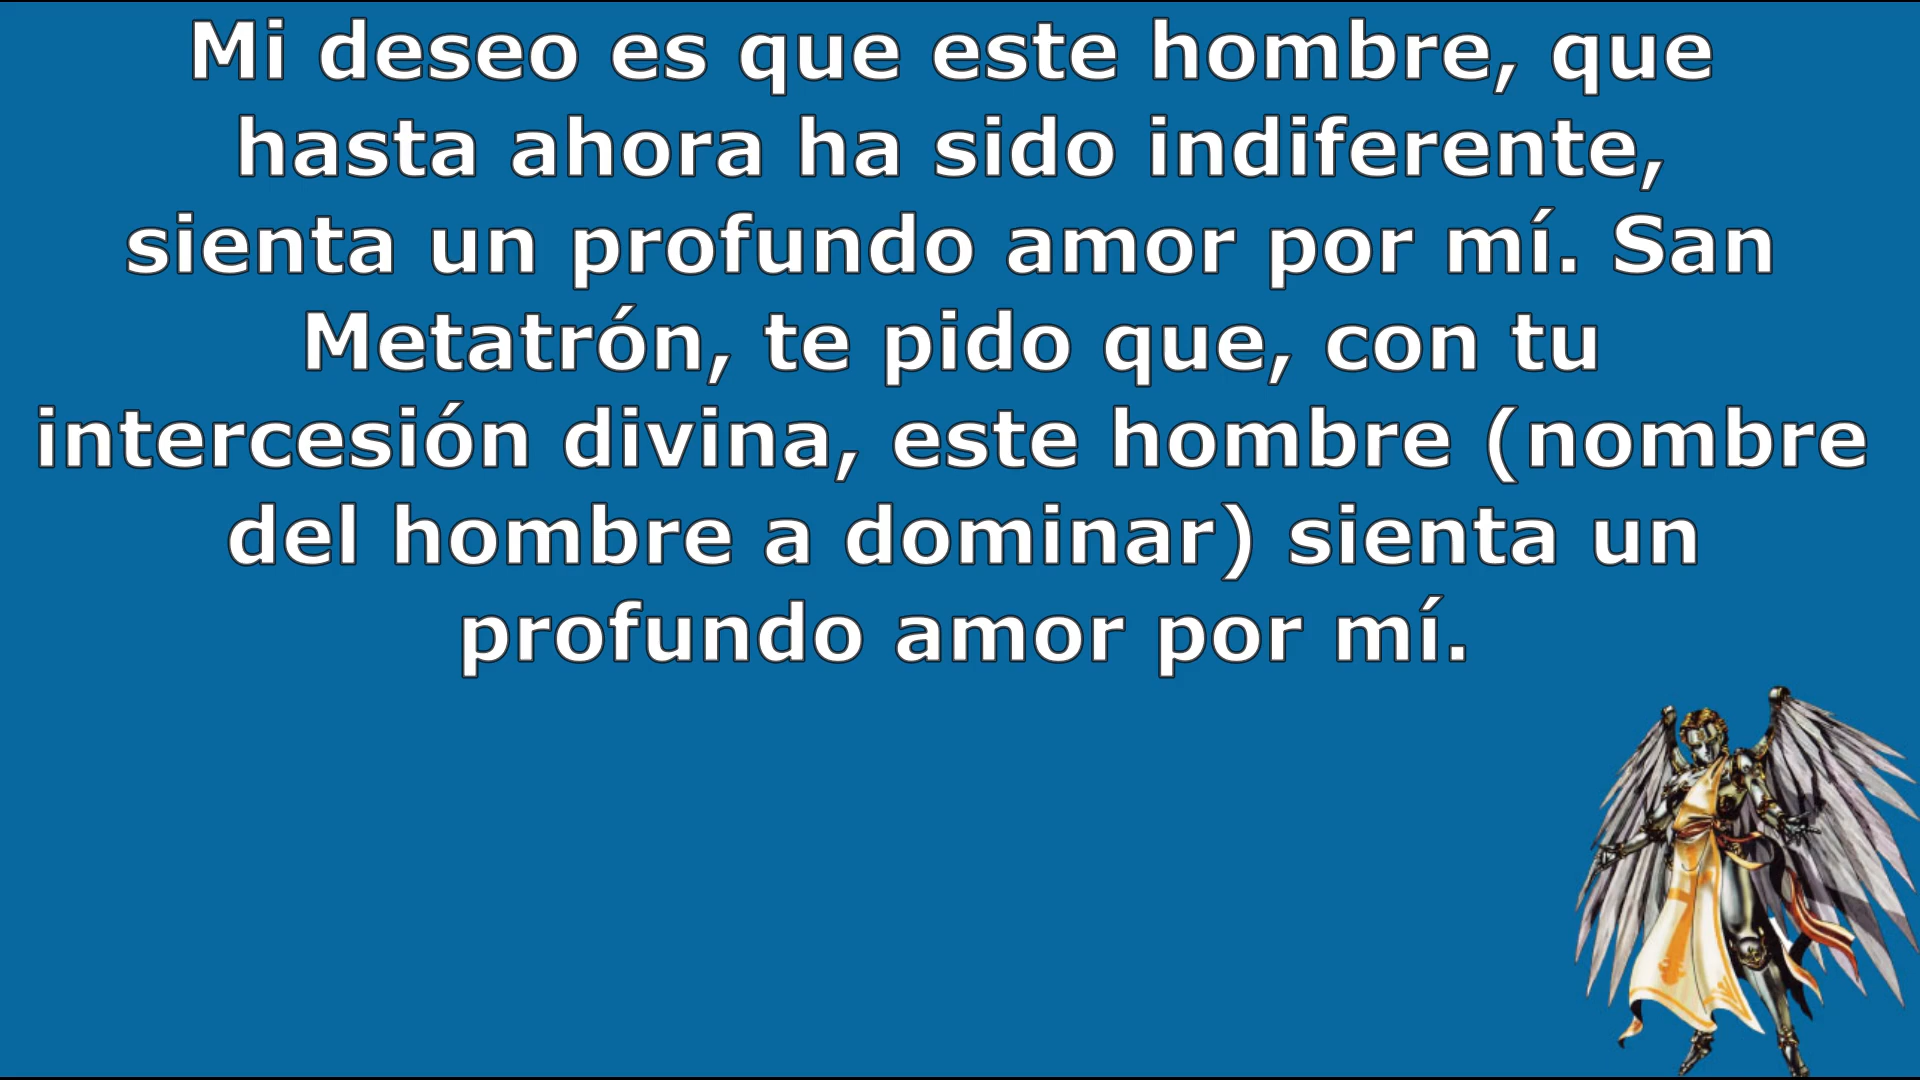 Mi deseo es que este hombre, que
hasta ahora ha sido indiferente,
sienta un profundo amor por mí. San
Metatrón, te pido que, con tu
intercesión divina, este hombre (nombre
del hombre a dominar) sienta un
profundo amor por mí.